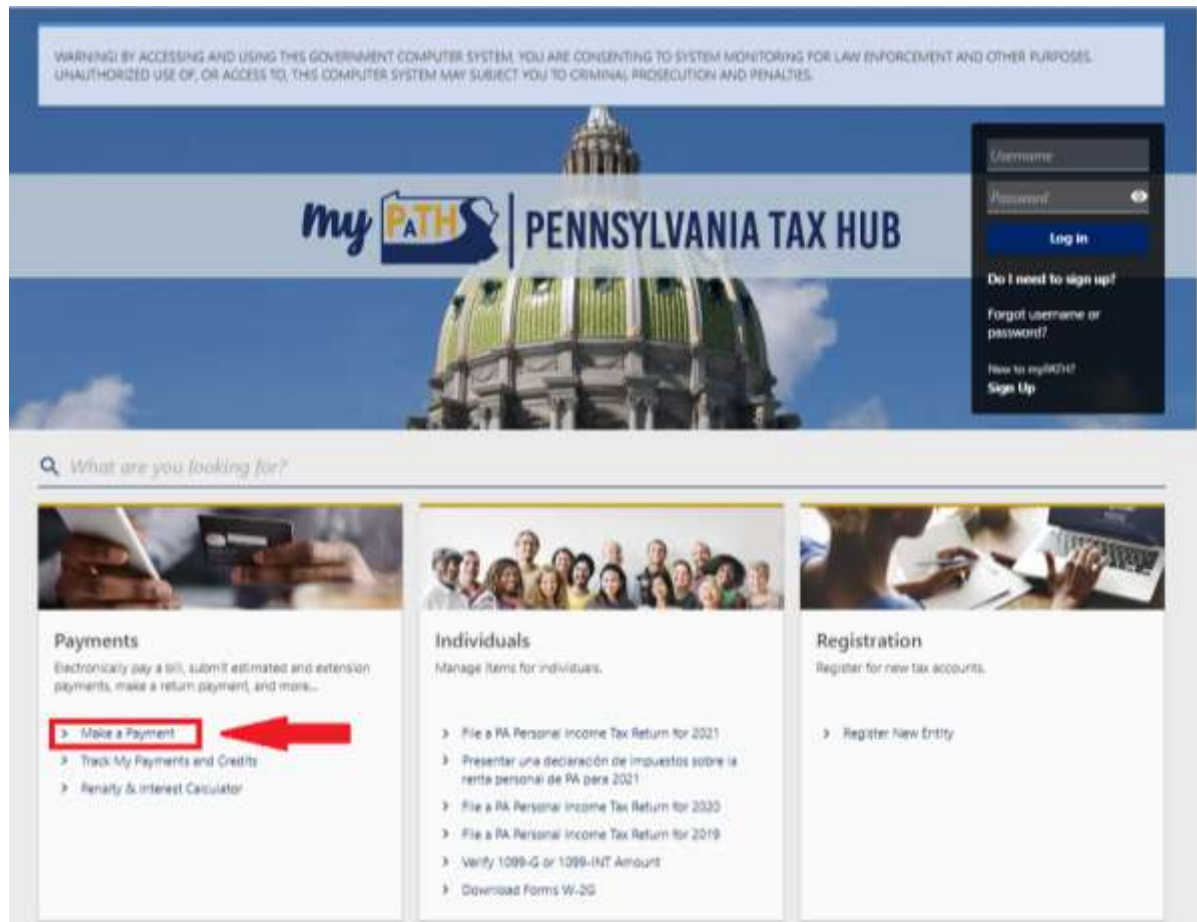 WARNING! BY ACCESSING AND USING THIS GOVERNMENT COMPUTER SYSTEM, YOU ARE CONSENTING TO SYSTEM MONITORING FOR LAW ENFORCEMENT AND OTHER PURPOSES.
UNAUTHORIZED USE OF, OR ACCESS TO, THIS COMPUTER SYSTEM MAY SUBJECT YOU TO CRIMINAL PROSECUTION AND PENALTIES.
my PATH | PENNSYLVANIA TAX HUB
Username
Password
Log in
Do I need to sign up?
Forgot username or
password?
New to myPATH?
Sign Up
What are you looking for?
Payments
Electronically pay a bill, submit estimated and extension
payments, make a return payment, and more...
> Make a Payment
> Track My Payments and Credits
> Penalty & Interest Calculator
Individuals
Manage items for individuals.
> File a PA Personal Income Tax Return for 2021
> Presentar una declaración de impuestos sobre la
renta personal de PA para 2021
> File a PA Personal Income Tax Return for 2020
> File a PA Personal Income Tax Return for 2019
> Verify 1099-G or 1099-INT Amount
> Download Forms W-2G
Registration
Register for new tax accounts.
> Register New Entity